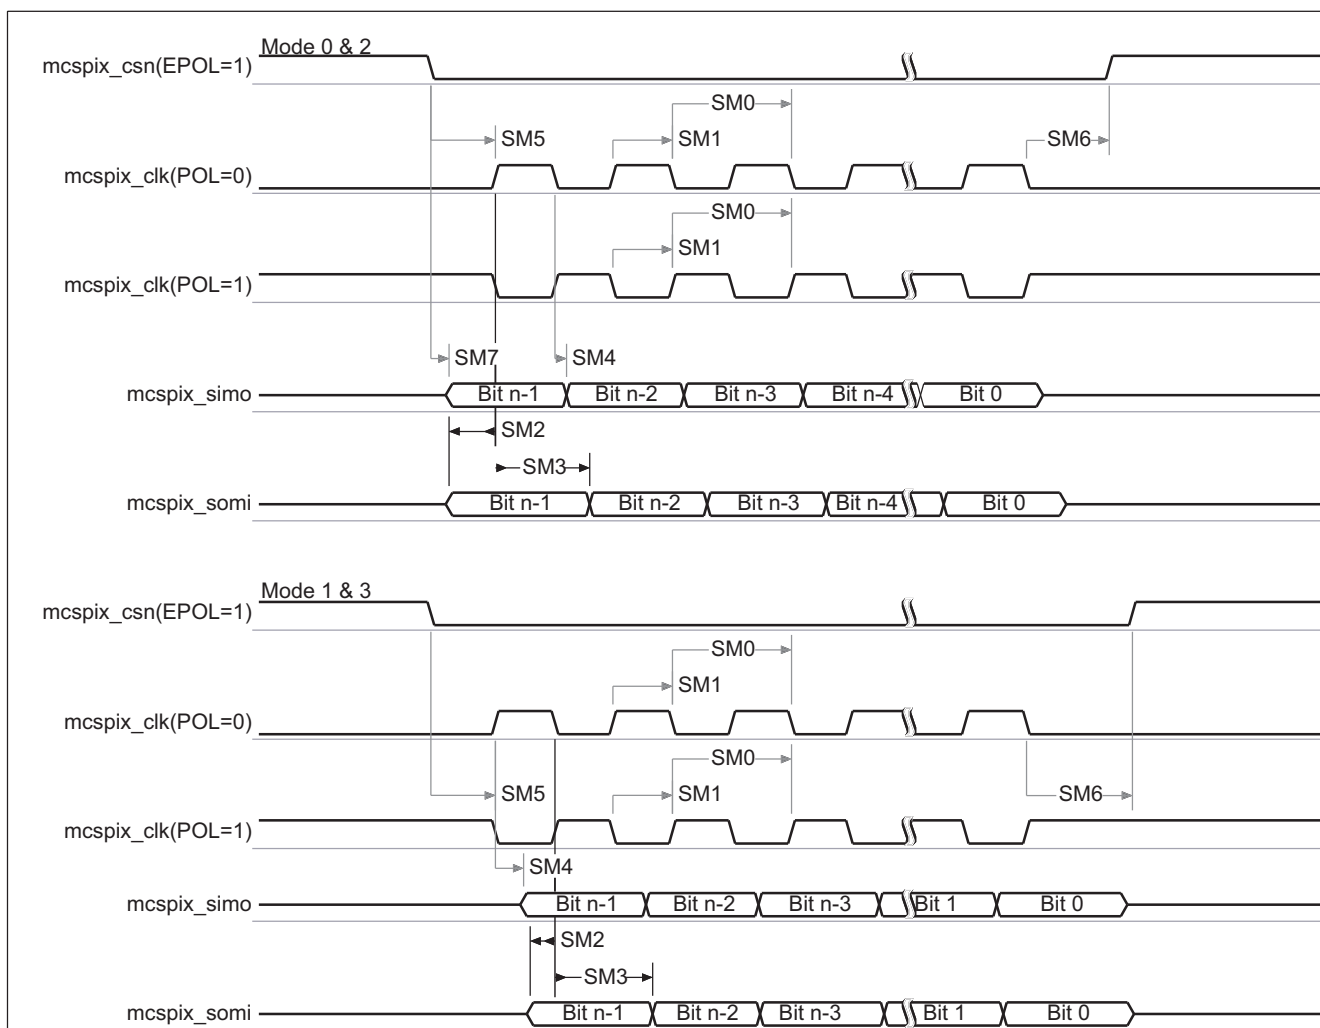 Mode 0 & 2
mcspix_csn(EPOL=1)
SM0
SM5
SM1
SM6
mcspix_clk(POL=0)
SM0
SM1
mcspix_clk(POL=1)
SM7
SM4
mcspix_simo
Bit n-1
Bit n-2
Bit n-3
Bit n-4
Bit 0
SM2
SM3
mcspix_somi
Bit n-1
Bit n-2
Bit n-3
Bit n-4
Bit 0
Mode 1 & 3
mcspix_csn(EPOL=1)
SM0
SM1
mcspix_clk(POL=0)
SM0
SM5
SM1
SM6
mcspix_clk(POL=1)
SM4
mcspix_simo
Bit n-1
Bit n-2
Bit n-3
Bit 1
Bit 0
SM2
SM3
mcspix_somi
Bit n-1
Bit n-2
Bit n-3
Bit 1
Bit 0